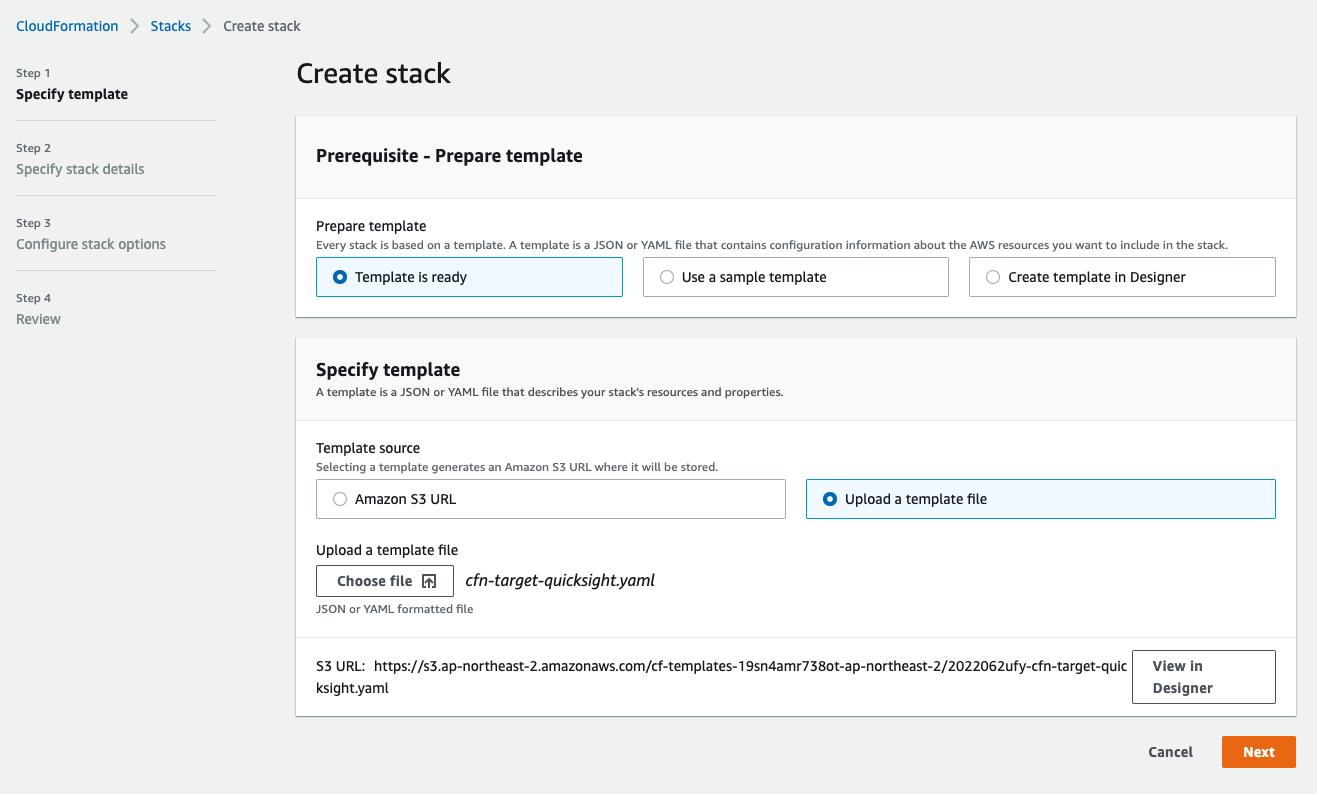 CloudFormation > Stacks > Create stack
Step 1
Specify template
Step 2
Specify stack details
Step 3
Configure stack options
Step 4
Review
Create stack
Prerequisite - Prepare template
Prepare template
Every stack is based on a template. A template is a JSON or YAML file that contains configuration information about the AWS resources you want to include in the stack.
Template is ready
Use a sample template
Create template in Designer
Specify template
A template is a JSON or YAML file that describes your stack's resources and properties.
Template source
Selecting a template generates an Amazon S3 URL where it will be stored.
Amazon S3 URL
Upload a template file
Upload a template file
Choose file
cfn-target-quicksight.yaml
JSON or YAML formatted file
S3 URL: https://s3.ap-northeast-2.amazonaws.com/cf-templates-19sn4amr738ot-ap-northeast-2/2022062ufy-cfn-target-quic
ksight.yaml
View in
Designer
Cancel
Next